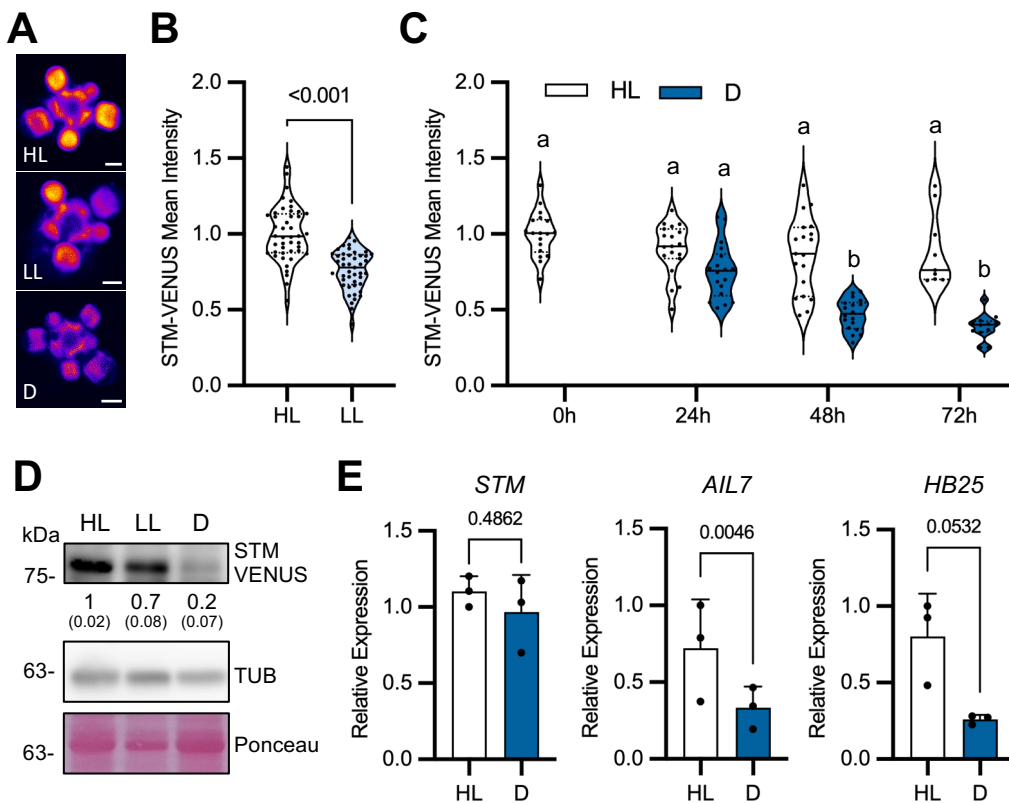 A
HL
LL
D
B
STM-VENUS Mean Intensity
2.0
1.5
1.0
0.5
0.0
<0.001
HL
LL
C
STM-VENUS Mean Intensity
2.0
1.5
1.0
0.5
0.0
HL D
a
a a
a b
a b
0h 24h 48h 72h
D
kDa HL LL D
75- STM
VENUS
1 0.7 0.2
(0.02) (0.08) (0.07)
63- TUB
63- Ponceau
E
STM
Relative Expression
1.5
1.0
0.5
0.0
0.4862
HL D
AIL7
Relative Expression
1.5
1.0
0.5
0.0
0.0046
HL D
HB25
Relative Expression
1.5
1.0
0.5
0.0
0.0532
HL D